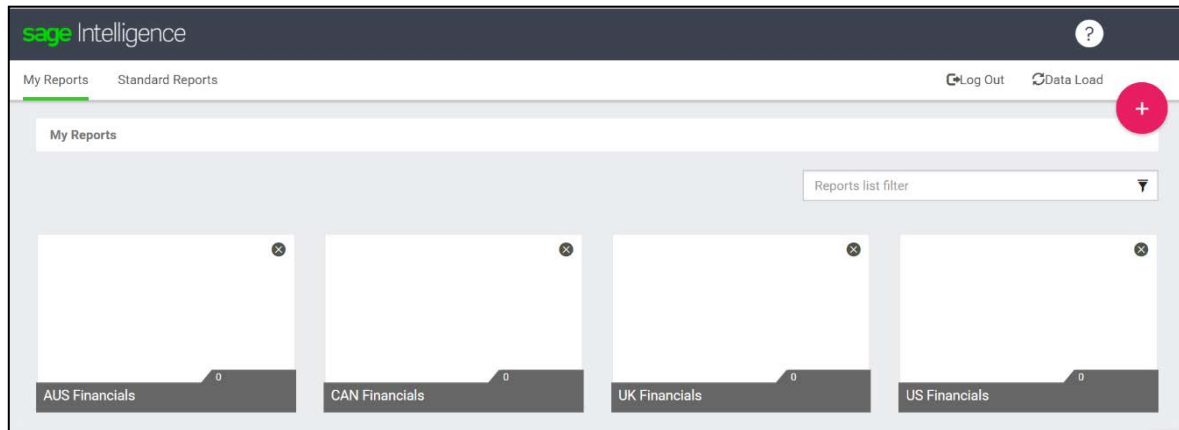 sage Intelligence
?
My Reports Standard Reports Log Out Data Load
+
My Reports
Reports list filter
0 0 0 0
AUS Financials CAN Financials UK Financials US Financials